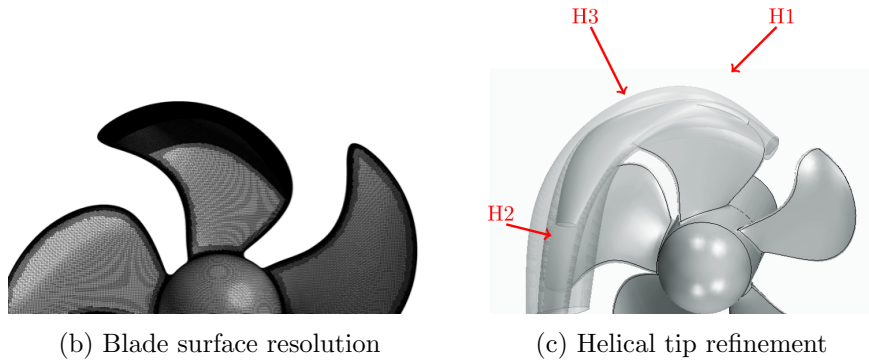 H3
H1
H2
(b) Blade surface resolution
(c) Helical tip refinement